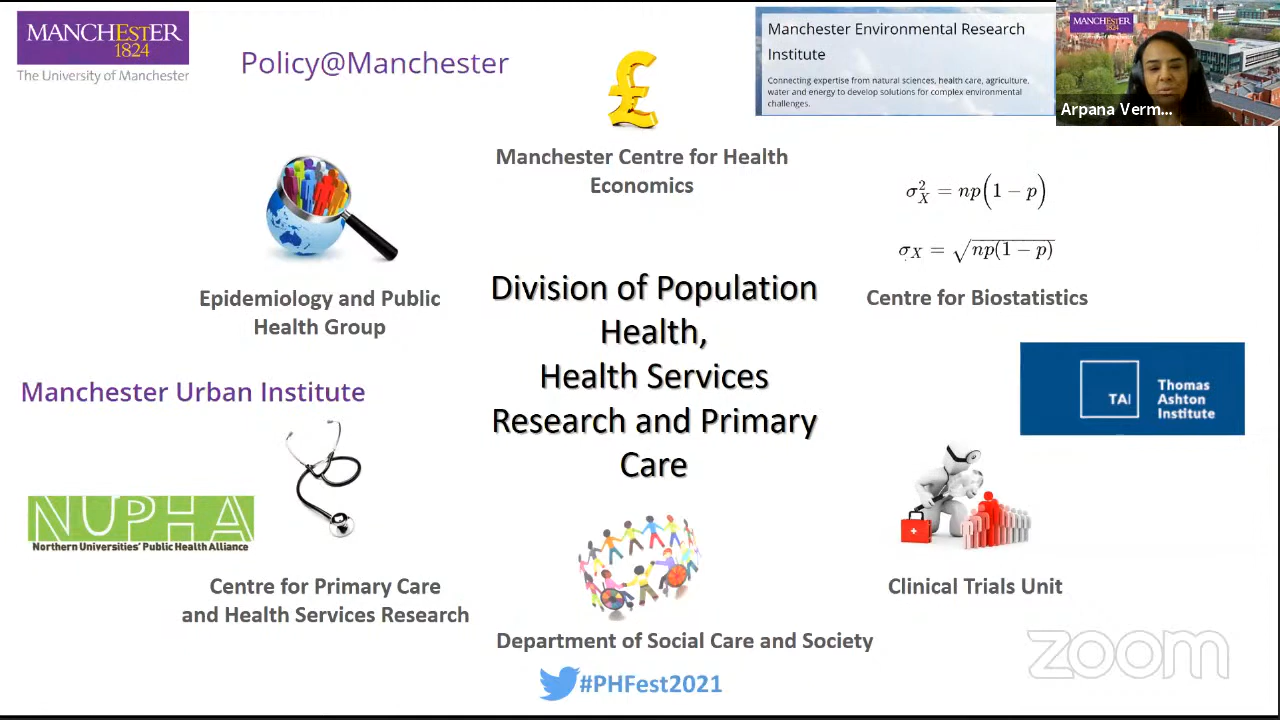 MANCHESTER
1824
The University of Manchester
Policy@Manchester
Manchester Environmental Research
Institute
Connecting expertise from natural sciences, health care, agriculture,
water and energy to develop solutions for complex environmental
challenges.
MANCHESTER
1824
Arpana Verm...
Manchester Centre for Health
Economics
σ²_X = np(1 − p)
σ_X = √np(1 − p)
Epidemiology and Public
Health Group
Centre for Biostatistics
Division of Population
Health,
Health Services
Research and Primary
Care
Manchester Urban Institute
TAI
Thomas
Ashton
Institute
NUPHA
Northern Universities' Public Health Alliance
Centre for Primary Care
and Health Services Research
Clinical Trials Unit
Department of Social Care and Society
#PHFest2021
zoom